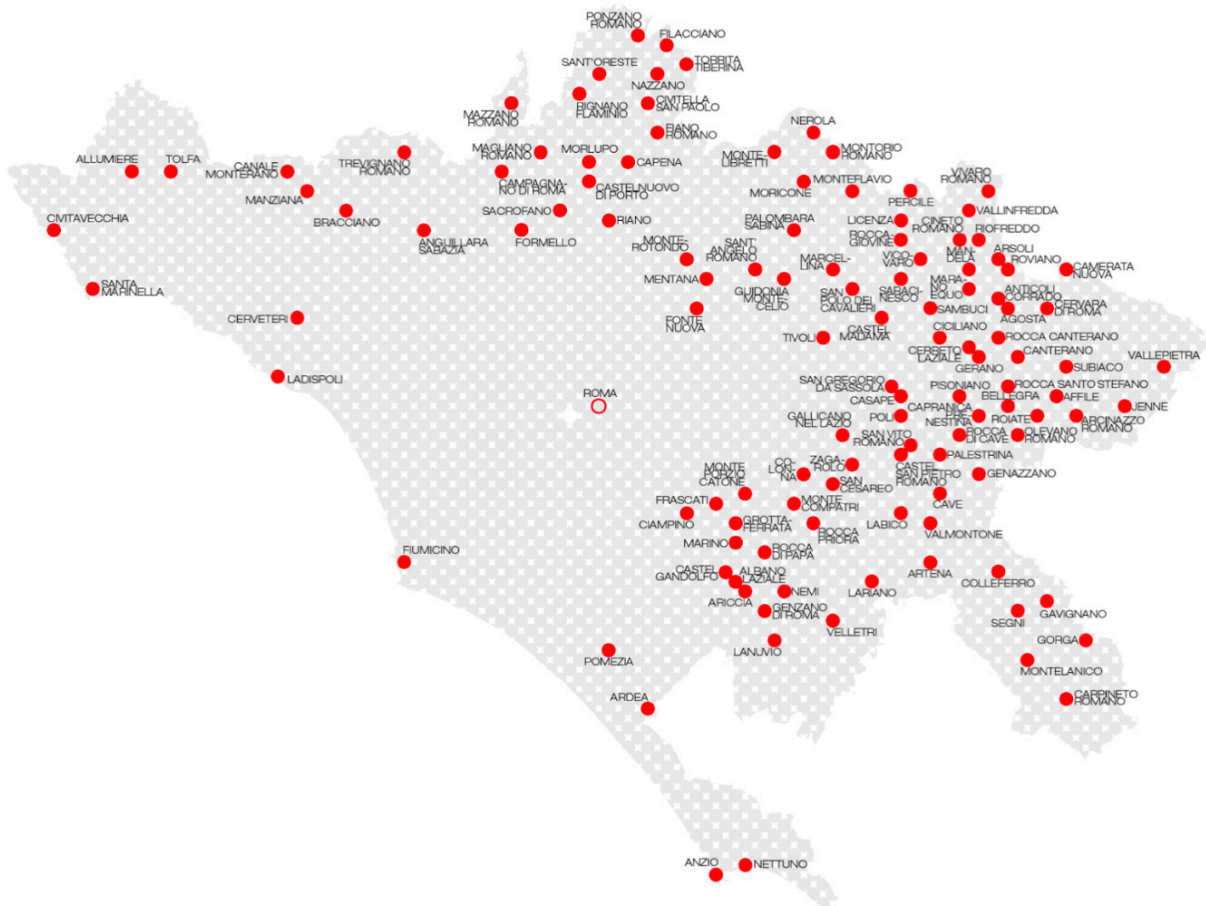 PONZANO
ROMANO
FILACCIANO
TORRITA
TIBERINA
SANT'ORESTE
NAZZANO
MAZZANO
ROMANO
RIGNANO
FLAMINIO
CIVITELLA
SAN PAOLO
FIANO
ROMANO
NEROLA
ALLUMIERE
TOLFA
CANALE
MONTERANO
TREVIGNANO
ROMANO
MAGLIANO
ROMANO
MORLUPO
CAPENA
MONTE-
LIBRETTI
MONTORIO
ROMANO
MANZIANA
CAMPAGNA-
NO DI ROMA
CASTELNUOVO
DI PORTO
MORICONE
MONTEFLAVIO
PERCILE
VIVARO
ROMANO
BRACCIANO
SACROFANO
RIANO
VALLINFREDDA
CIVITAVECCHIA
ANGUILLARA
SABAZIA
FORMELLO
PALOMBARA
SABINA
LICENZA
CINETO
ROMANO
RIOFREDDO
ROCCA-
GIOVINE
MONTE-
ROTONDO
SANT'
ANGELO
ROMANO
MARCEL-
LINA
VICO-
VARO
MAN-
DELA
ARSOLI
ROVIANO
CAMERATA
NUOVA
SANTA
MARINELLA
MENTANA
GUIDONIA
MONTE-
CELIO
SAN
POLO DEI
CAVALIERI
SARACI-
NESCO
MARA-
NO
EQUO
ANTICOLI
CORRADO
CERVETERI
FONTE
NUOVA
CASTEL
MADAMA
SAMBUCI
AGOSTA
CERVARA
DI ROMA
TIVOLI
CICILIANO
ROCCA CANTERANO
CERRETO
LAZIALE
GERANO
CANTERANO
SUBIACO
VALLEPIETRA
LADISPOLI
SAN GREGORIO
DA SASSOLA
PISONIANO
ROCCA SANTO STEFANO
ROMA
CASAPE
BELLEGRA
AFFILE
JENNE
GALLICANO
NEL LAZIO
POLI
CAPRANICA
PRE-
NESTINA
ROIATE
ARCINAZZO
ROMANO
SAN VITO
ROMANO
ROCCA
DI CAVE
OLEVANO
ROMANO
PALESTRINA
MONTE
PORZIO
CATONE
CO-
LON-
NA
ZAGA-
ROLO
CASTEL
SAN PIETRO
ROMANO
GENAZZANO
SAN
CESAREO
CAVE
FRASCATI
CIAMPINO
MONTE
COMPATRI
GROTTA-
FERRATA
ROCCA
PRIORA
LABICO
VALMONTONE
MARINO
ROCCA
DI PAPA
FIUMICINO
CASTEL
GANDOLFO
ALBANO
LAZIALE
ARTENA
COLLEFERRO
ARICCIA
NEMI
LARIANO
GENZANO
DI ROMA
GAVIGNANO
SEGNI
VELLETRI
LANUVIO
GORGA
POMEZIA
MONTELANICO
ARDEA
CARPINETO
ROMANO
ANZIO
NETTUNO